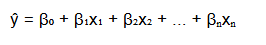 ŷ = β₀ + β₁x₁ + β₂x₂ + ... + βₙxₙ